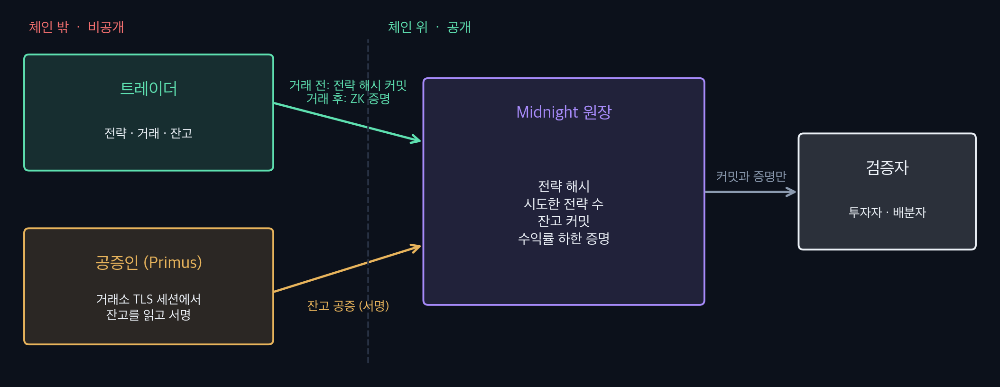 체인 밖 · 비공개
체인 위 · 공개
트레이더
전략 · 거래 · 잔고
거래 전: 전략 해시 커밋
거래 후: ZK 증명
Midnight 원장
전략 해시
시도한 전략 수
잔고 커밋
수익률 하한 증명
커밋과 증명만
검증자
투자자 · 배분자
공증인 (Primus)
거래소 TLS 세션에서
잔고를 읽고 서명
잔고 공증 (서명)